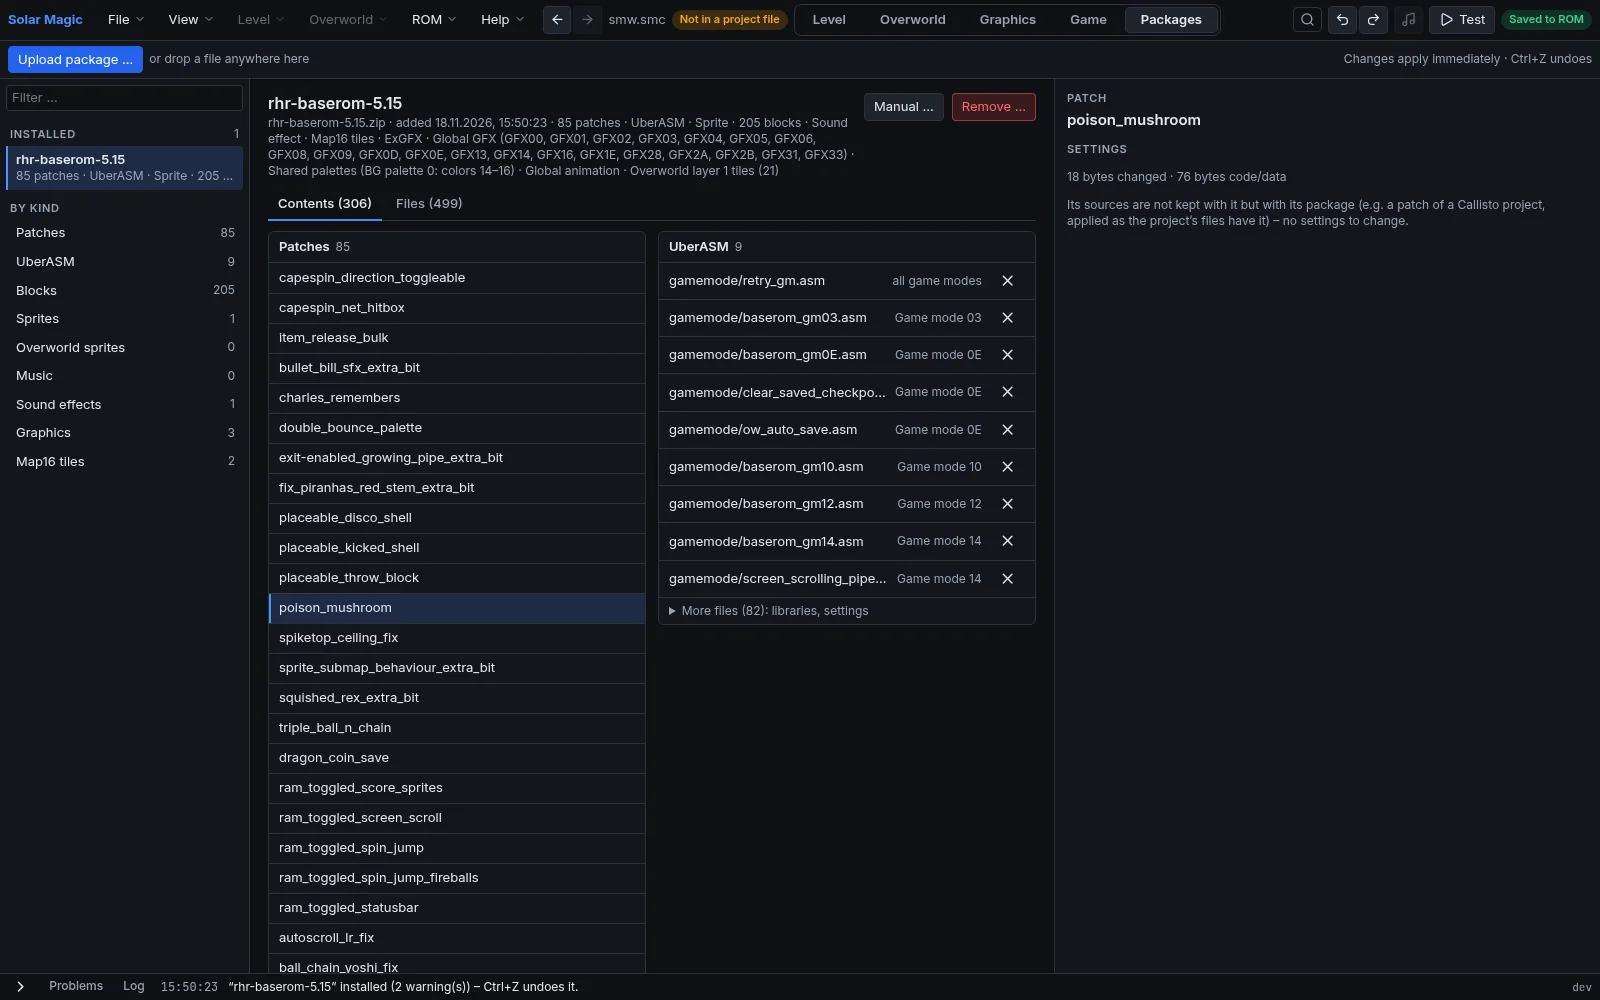 Solar Magic File View Level Overworld ROM Help smw.smc Not in a project file Level Overworld Graphics Game Packages Test Saved to ROM
Upload package ... or drop a file anywhere here Changes apply immediately · Ctrl+Z undoes
Filter ...
INSTALLED 1
rhr-baserom-5.15
85 patches · UberASM · Sprite · 205 ...
BY KIND
Patches 85
UberASM 9
Blocks 205
Sprites 1
Overworld sprites 0
Music 0
Sound effects 1
Graphics 3
Map16 tiles 2
rhr-baserom-5.15
rhr-baserom-5.15.zip · added 18.11.2026, 15:50:23 · 85 patches · UberASM · Sprite · 205 blocks · Sound
effect · Map16 tiles · ExGFX · Global GFX (GFX00, GFX01, GFX02, GFX03, GFX04, GFX05, GFX06,
GFX08, GFX09, GFX0D, GFX0E, GFX13, GFX14, GFX16, GFX1E, GFX28, GFX2A, GFX2B, GFX31, GFX33) ·
Shared palettes (BG palette 0: colors 14–16) · Global animation · Overworld layer 1 tiles (21)
Manual ... Remove ...
Contents (306) Files (499)
Patches 85
capespin_direction_toggleable
capespin_net_hitbox
item_release_bulk
bullet_bill_sfx_extra_bit
charles_remembers
double_bounce_palette
exit-enabled_growing_pipe_extra_bit
fix_piranhas_red_stem_extra_bit
placeable_disco_shell
placeable_kicked_shell
placeable_throw_block
poison_mushroom
spiketop_ceiling_fix
sprite_submap_behaviour_extra_bit
squished_rex_extra_bit
triple_ball_n_chain
dragon_coin_save
ram_toggled_score_sprites
ram_toggled_screen_scroll
ram_toggled_spin_jump
ram_toggled_spin_jump_fireballs
ram_toggled_statusbar
autoscroll_lr_fix
ball_chain_yoshi_fix
UberASM 9
gamemode/retry_gm.asm all game modes
gamemode/baserom_gm03.asm Game mode 03
gamemode/baserom_gm0E.asm Game mode 0E
gamemode/clear_saved_checkpo... Game mode 0E
gamemode/ow_auto_save.asm Game mode 0E
gamemode/baserom_gm10.asm Game mode 10
gamemode/baserom_gm12.asm Game mode 12
gamemode/baserom_gm14.asm Game mode 14
gamemode/screen_scrolling_pipe... Game mode 14
More files (82): libraries, settings
PATCH
poison_mushroom
SETTINGS
18 bytes changed · 76 bytes code/data
Its sources are not kept with it but with its package (e.g. a patch of a Callisto project,
applied as the project's files have it) – no settings to change.
Problems Log 15:50:23 “rhr-baserom-5.15” installed (2 warning(s)) – Ctrl+Z undoes it. dev